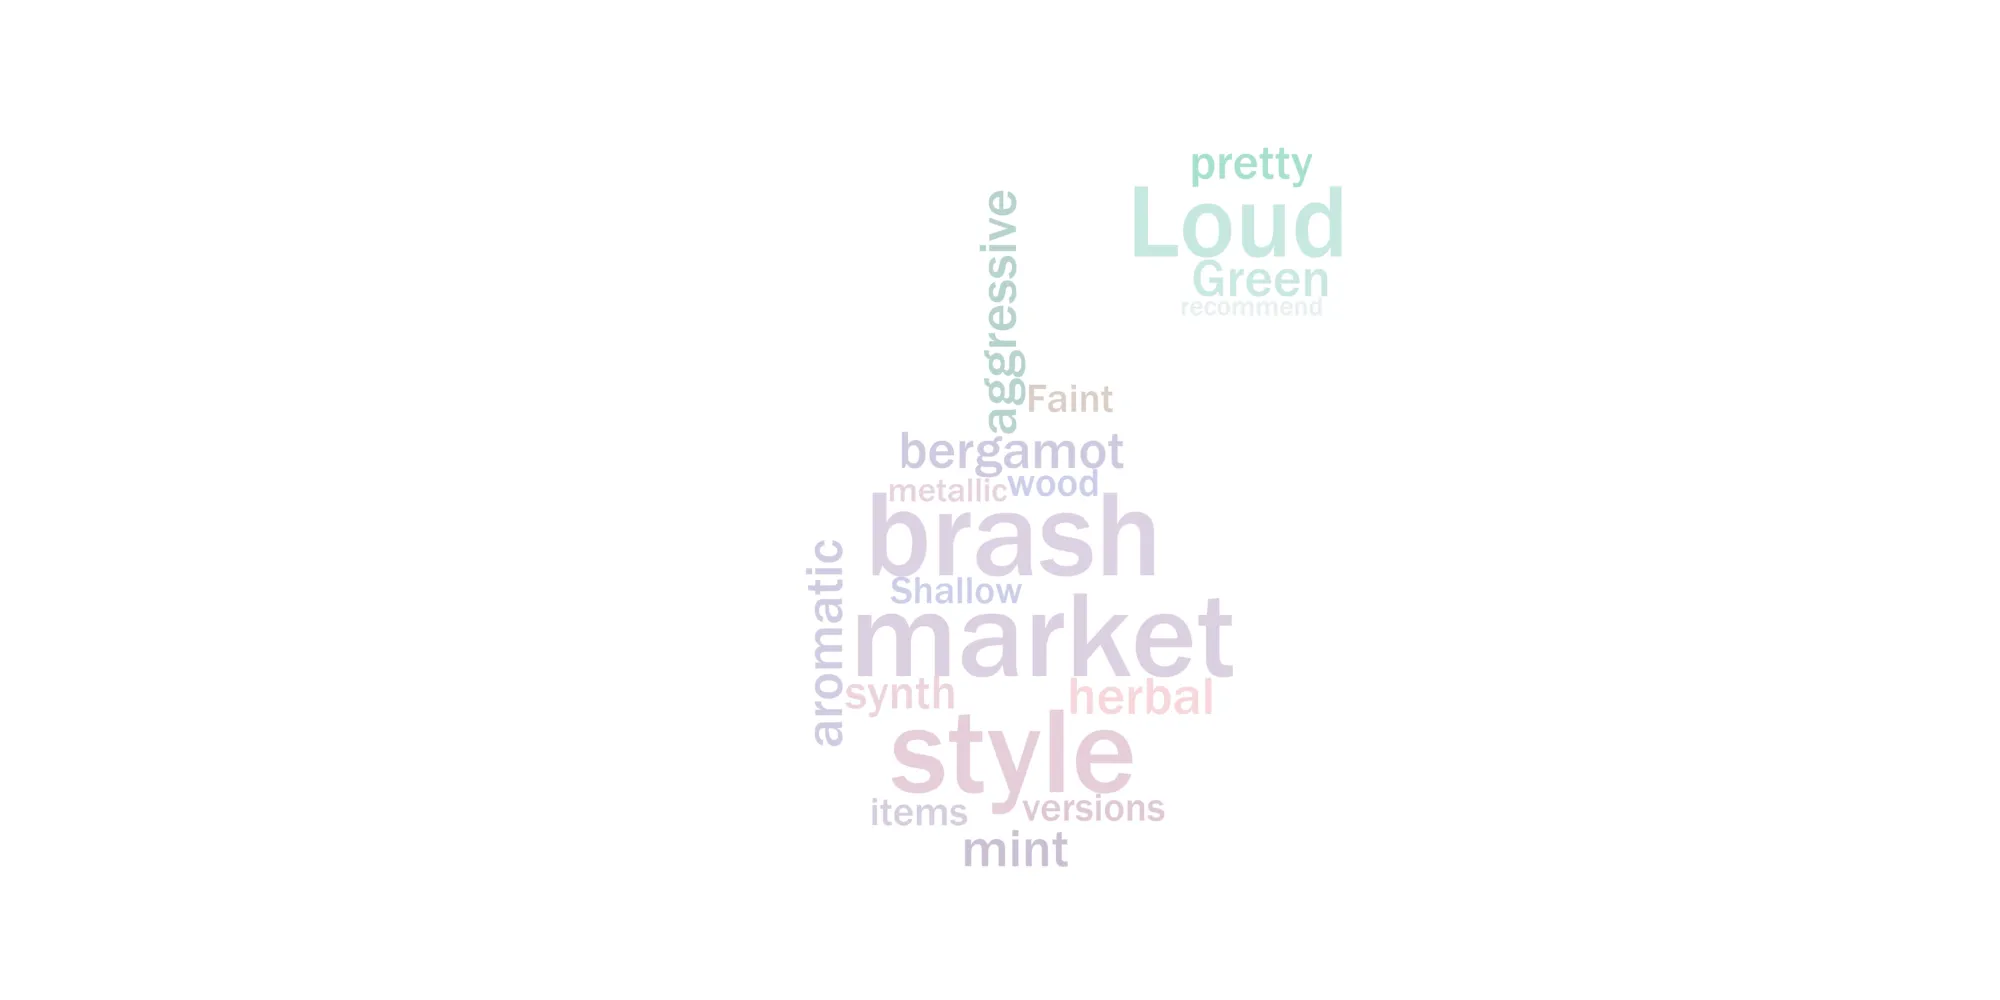 pretty
Loud
Green
recommend
aggressive
Faint
bergamot
metallic
wood
brash
aromatic
Shallow
market
synth
herbal
style
items
versions
mint